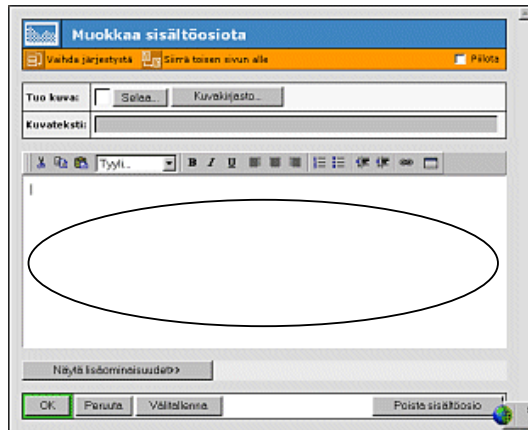 Muokkaa sisältöosiota
Vaihda järjestystä Siirrä toisen sivun alle Piilota
Tuo kuva: Selaa... Kuvakirjasto...
Kuvateksti:
Tyyli... B I U
Näytä lisäominaisuudet>>
OK Peruuta Välitallenna Poista sisältöosio